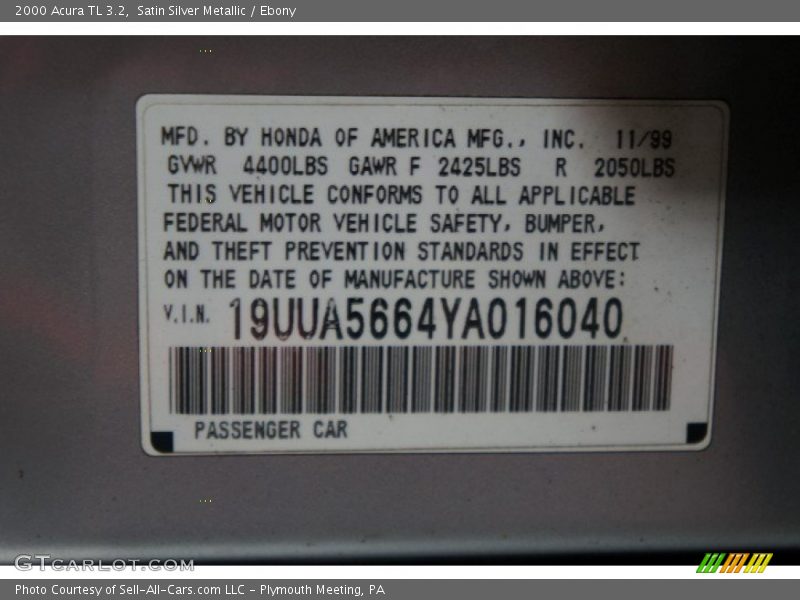 2000 Acura TL 3.2,  Satin Silver Metallic / Ebony
MFD. BY HONDA OF AMERICA MFG., INC. 11/99
GVWR 4400LBS GAWR F 2425LBS R 2050LBS
THIS VEHICLE CONFORMS TO ALL APPLICABLE
FEDERAL MOTOR VEHICLE SAFETY, BUMPER,
AND THEFT PREVENTION STANDARDS IN EFFECT
ON THE DATE OF MANUFACTURE SHOWN ABOVE:
V.I.N. 19UUA5664YA016040
PASSENGER CAR
GTCARLOT.COM
Photo Courtesy of Sell-All-Cars.com LLC - Plymouth Meeting, PA